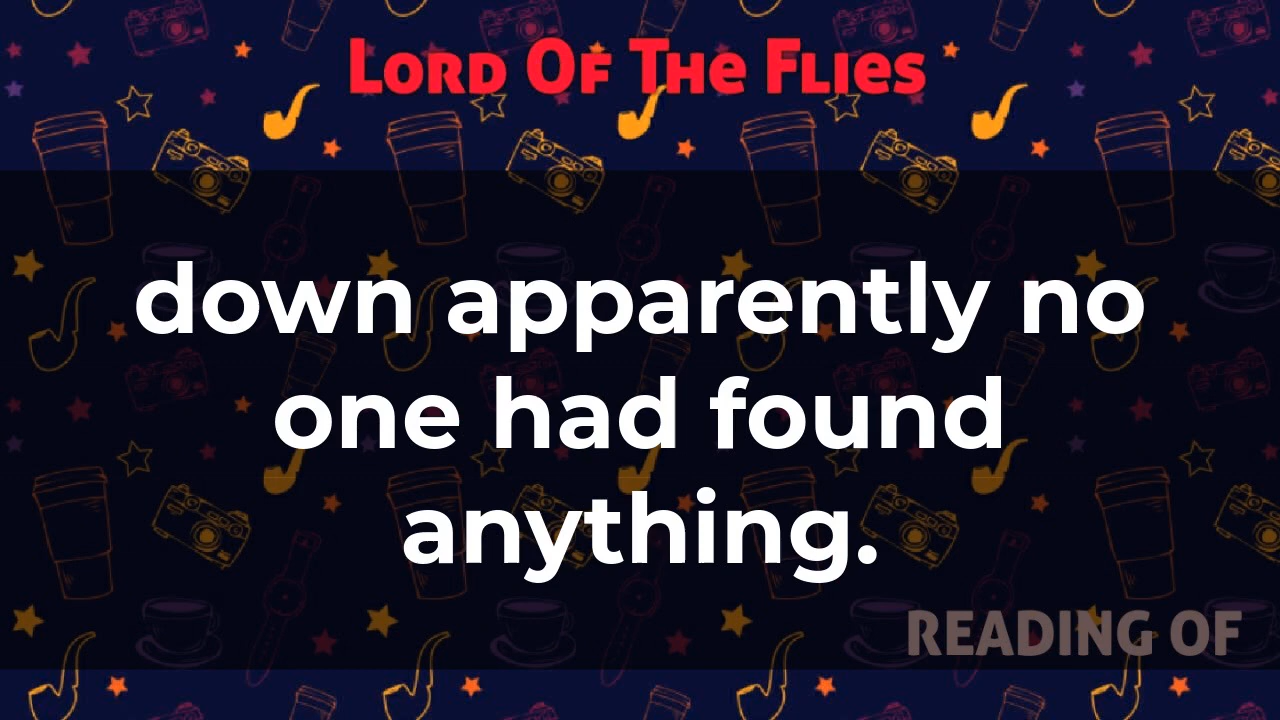 Lord Of The Flies
down apparently no
one had found
anything.
READING OF